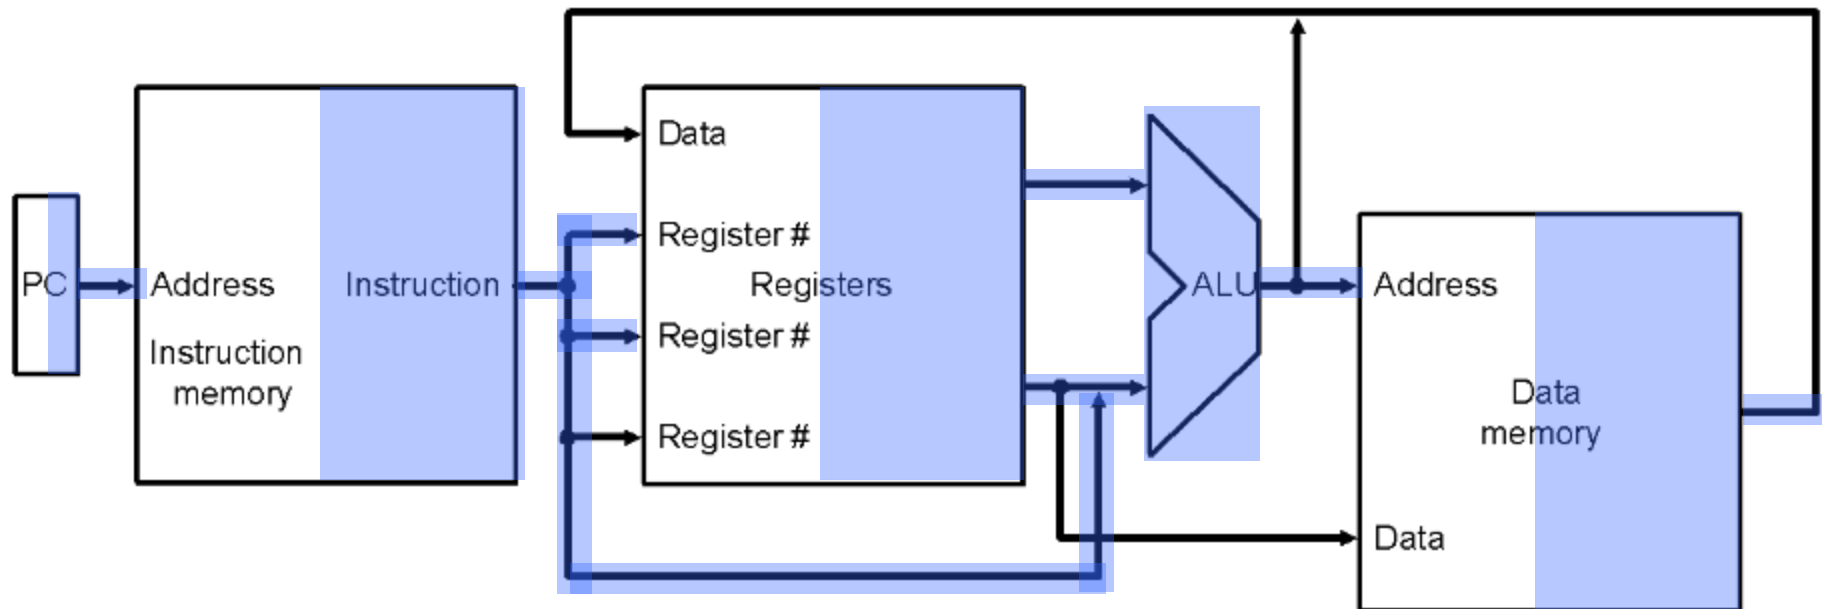 PC
Address
Instruction
Instruction
memory
Data
Register #
Registers
Register #
Register #
ALU
Address
Data
memory
Data